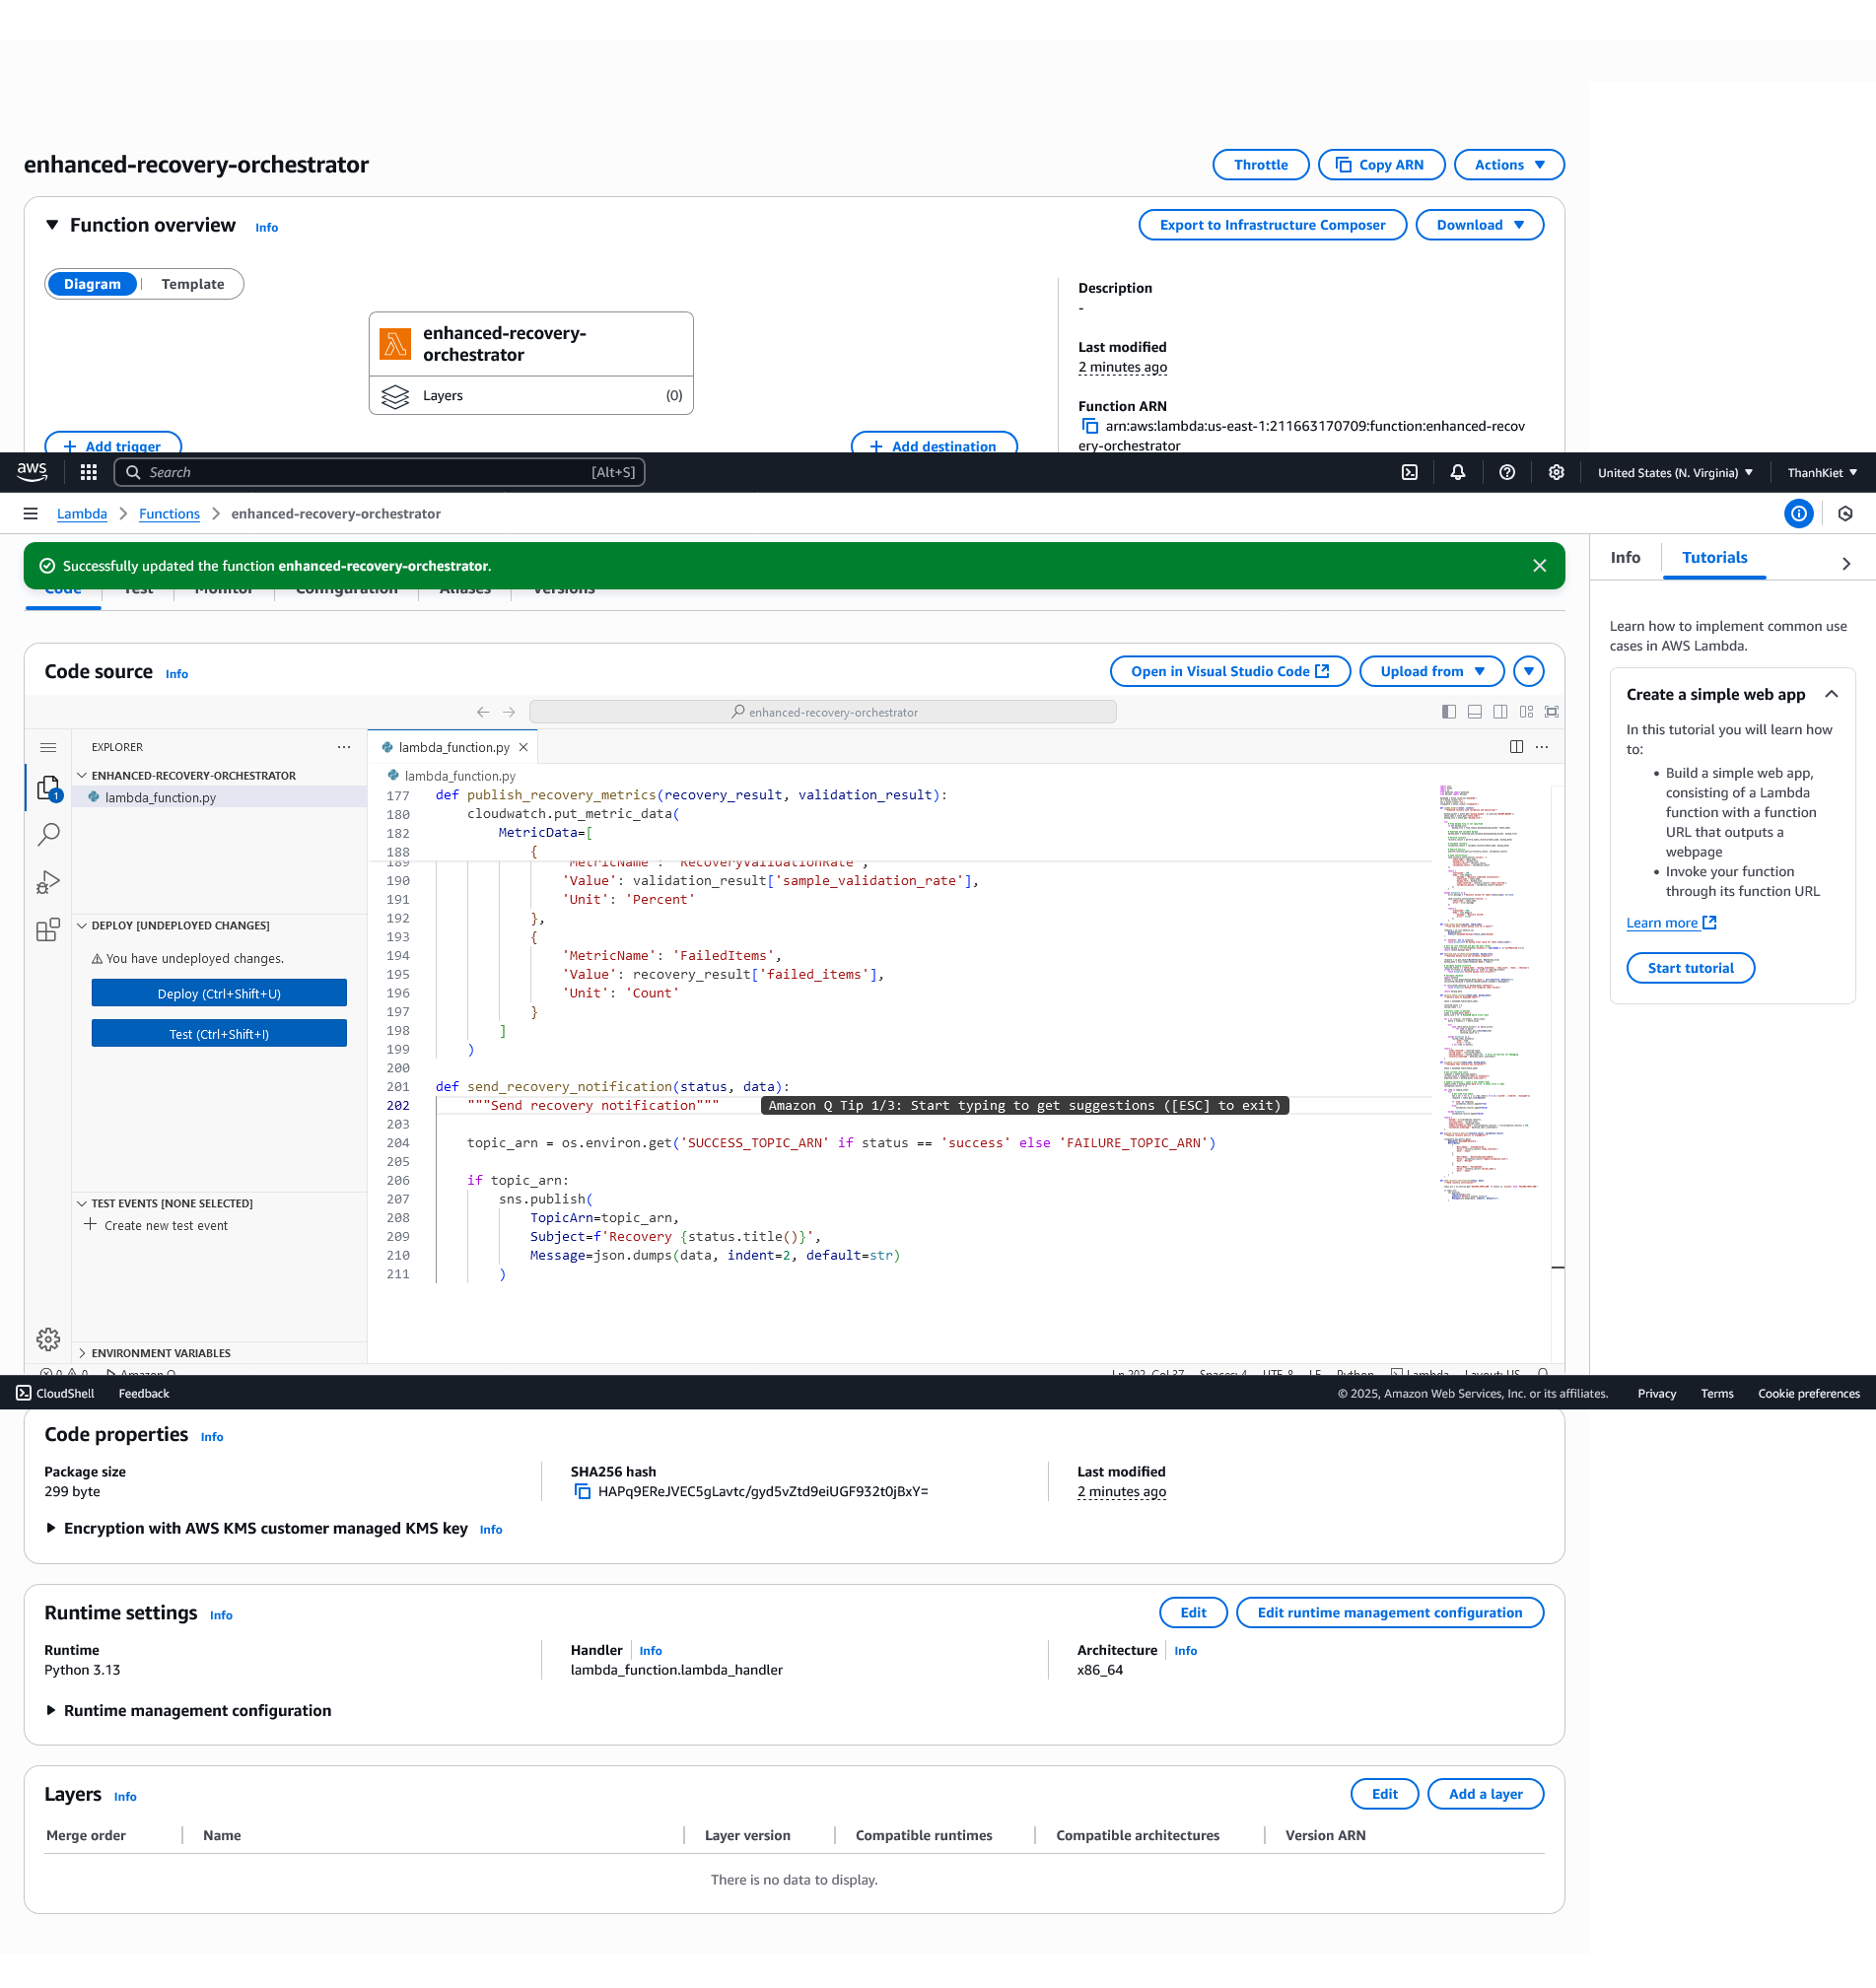 enhanced-recovery-orchestrator
Throttle
Copy ARN
Actions
Function overview
Info
Export to Infrastructure Composer
Download
Diagram
Template
enhanced-recovery-
orchestrator
Layers
(0)
Add trigger
Add destination
Description
-
Last modified
2 minutes ago
Function ARN
arn:aws:lambda:us-east-1:211663170709:function:enhanced-recov
ery-orchestrator
aws
Search
[Alt+S]
United States (N. Virginia)
ThanhKiet
Lambda
Functions
enhanced-recovery-orchestrator
Successfully updated the function enhanced-recovery-orchestrator.
Code
Test
Monitor
Configuration
Aliases
Versions
Info
Tutorials
Learn how to implement common use
cases in AWS Lambda.
Create a simple web app
In this tutorial you will learn how
to:
• Build a simple web app,
consisting of a Lambda
function with a function
URL that outputs a
webpage
• Invoke your function
through its function URL
Learn more
Start tutorial
Code source
Info
Open in Visual Studio Code
Upload from
enhanced-recovery-orchestrator
EXPLORER
ENHANCED-RECOVERY-ORCHESTRATOR
lambda_function.py
1
DEPLOY [UNDEPLOYED CHANGES]
You have undeployed changes.
Deploy (Ctrl+Shift+U)
Test (Ctrl+Shift+I)
TEST EVENTS [NONE SELECTED]
Create new test event
ENVIRONMENT VARIABLES
lambda_function.py
lambda_function.py
177 def publish_recovery_metrics(recovery_result, validation_result):
180 cloudwatch.put_metric_data(
182 MetricData=[
188 {
189 'MetricName': 'RecoveryValidationRate',
190 'Value': validation_result['sample_validation_rate'],
191 'Unit': 'Percent'
192 },
193 {
194 'MetricName': 'FailedItems',
195 'Value': recovery_result['failed_items'],
196 'Unit': 'Count'
197 }
198 ]
199 )
200
201 def send_recovery_notification(status, data):
202 """Send recovery notification""" Amazon Q Tip 1/3: Start typing to get suggestions ([ESC] to exit)
203
204 topic_arn = os.environ.get('SUCCESS_TOPIC_ARN' if status == 'success' else 'FAILURE_TOPIC_ARN')
205
206 if topic_arn:
207 sns.publish(
208 TopicArn=topic_arn,
209 Subject=f'Recovery {status.title()}',
210 Message=json.dumps(data, indent=2, default=str)
211 )
0 0 Amazon Q
Ln 202, Col 37 Spaces: 4 UTF-8 LF Python Lambda Layout: US
CloudShell
Feedback
© 2025, Amazon Web Services, Inc. or its affiliates.
Privacy
Terms
Cookie preferences
Code properties
Info
Package size
299 byte
SHA256 hash
HAPq9EReJVEC5gLavtc/gyd5vZtd9eiUGF932t0jBxY=
Last modified
2 minutes ago
Encryption with AWS KMS customer managed KMS key
Info
Runtime settings
Info
Edit
Edit runtime management configuration
Runtime
Python 3.13
Handler
Info
lambda_function.lambda_handler
Architecture
Info
x86_64
Runtime management configuration
Layers
Info
Edit
Add a layer
Merge order
Name
Layer version
Compatible runtimes
Compatible architectures
Version ARN
There is no data to display.